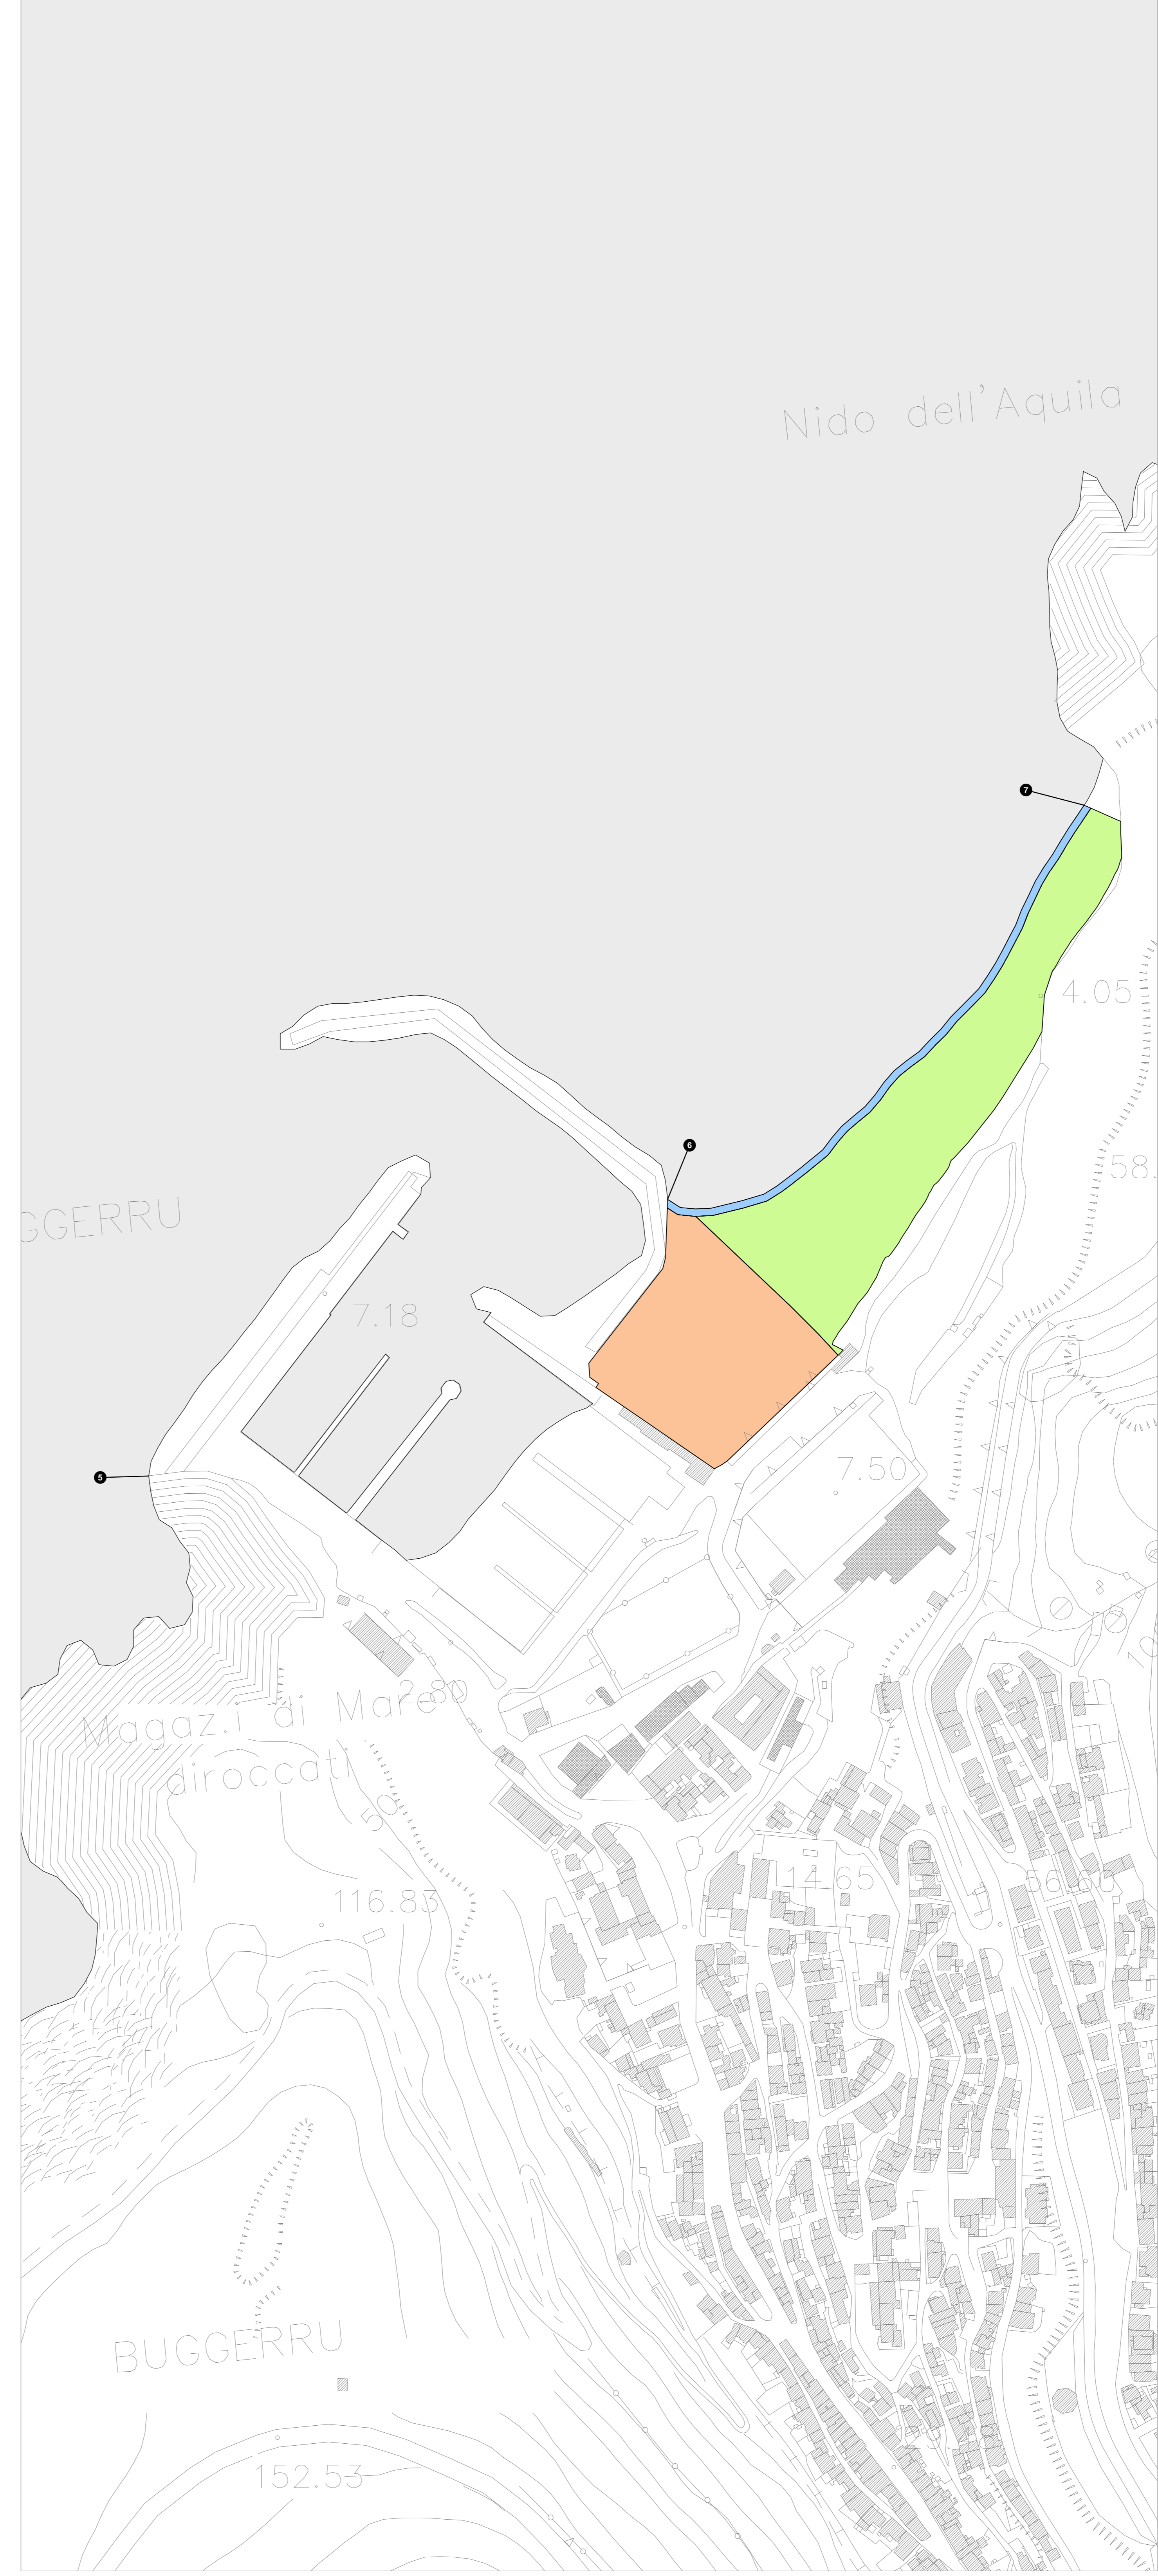 Nido dell'Aquila
7
4.05
6
58.
GGERRU
7.18
7.50
5
2.80
Magaz.i di Mare
diroccati
50
14.65
56.60
116.83
BUGGERRU
152.53